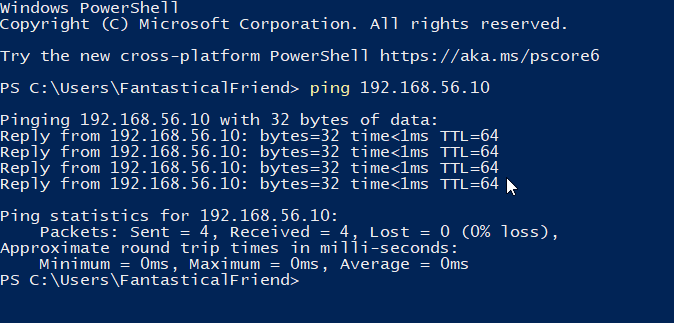 Windows PowerShell
Copyright (C) Microsoft Corporation. All rights reserved.
Try the new cross-platform PowerShell https://aka.ms/pscore6
PS C:\Users\FantasticalFriend> ping 192.168.56.10
Pinging 192.168.56.10 with 32 bytes of data:
Reply from 192.168.56.10: bytes=32 time<1ms TTL=64
Reply from 192.168.56.10: bytes=32 time<1ms TTL=64
Reply from 192.168.56.10: bytes=32 time<1ms TTL=64
Reply from 192.168.56.10: bytes=32 time<1ms TTL=64
Ping statistics for 192.168.56.10:
    Packets: Sent = 4, Received = 4, Lost = 0 (0% loss),
Approximate round trip times in milli-seconds:
    Minimum = 0ms, Maximum = 0ms, Average = 0ms
PS C:\Users\FantasticalFriend>